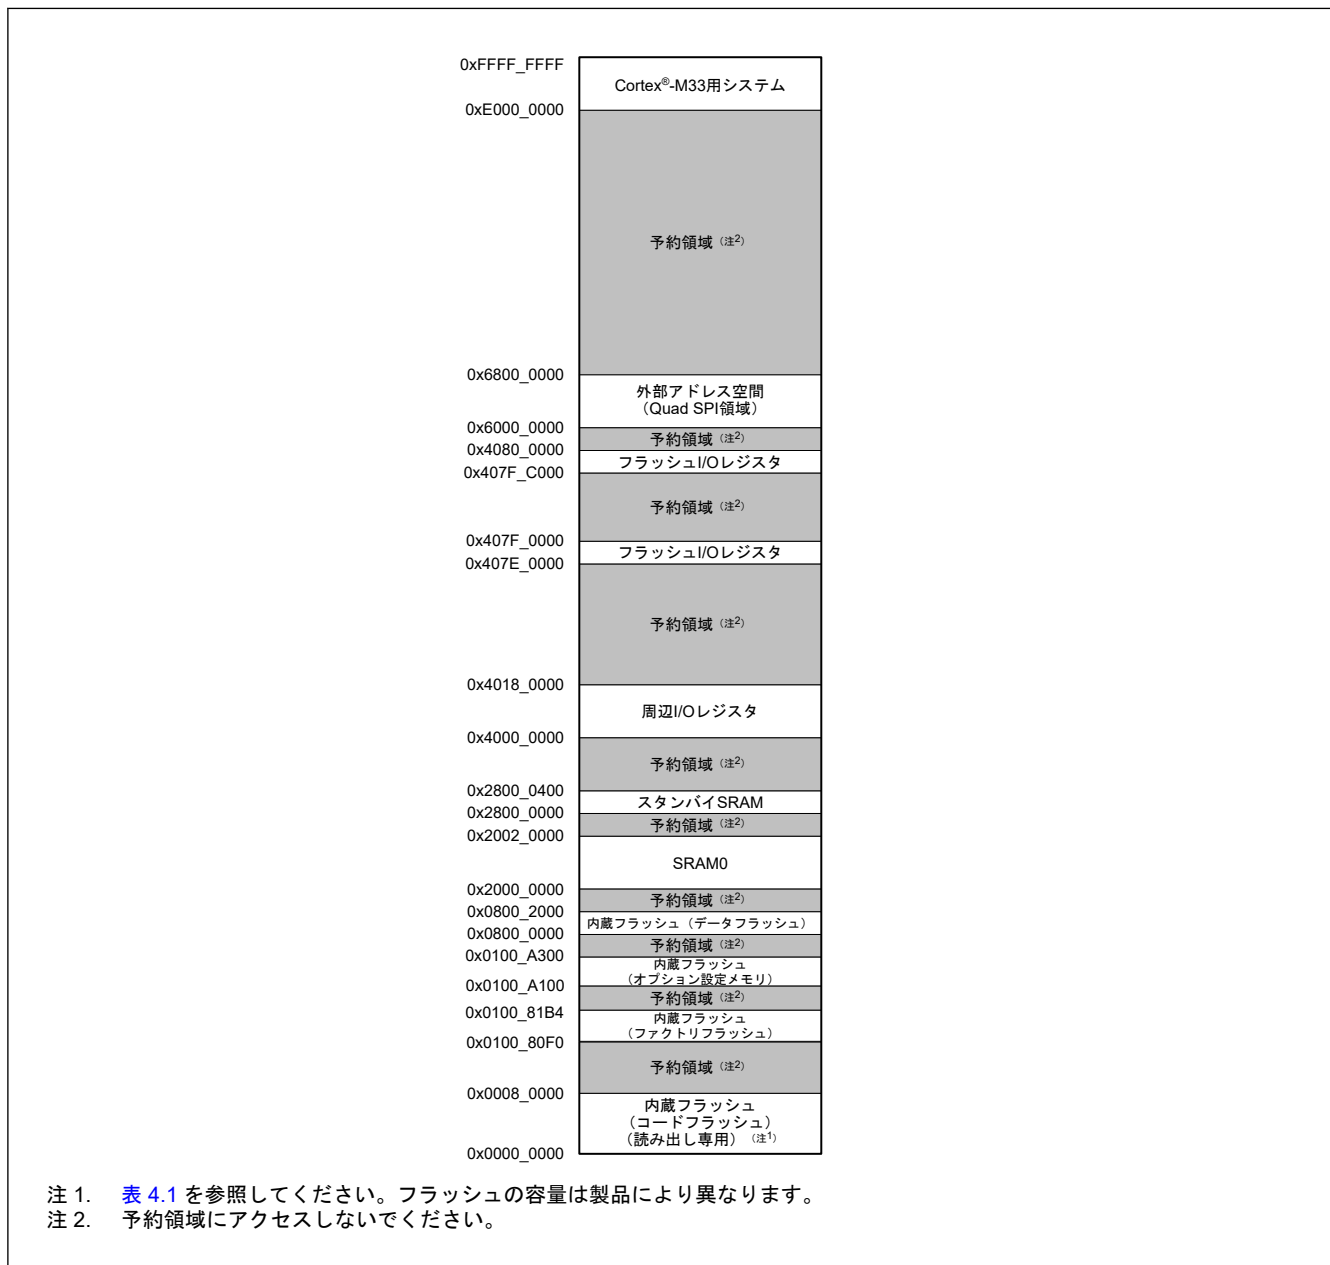 0xFFFF_FFFF
Cortex®-M33用システム
0xE000_0000
予約領域（注2）
0x6800_0000
外部アドレス空間
（Quad SPI領域）
0x6000_0000
予約領域（注2）
0x4080_0000
フラッシュI/Oレジスタ
0x407F_C000
予約領域（注2）
0x407F_0000
フラッシュI/Oレジスタ
0x407E_0000
予約領域（注2）
0x4018_0000
周辺I/Oレジスタ
0x4000_0000
予約領域（注2）
0x2800_0400
スタンバイSRAM
0x2800_0000
予約領域（注2）
0x2002_0000
SRAM0
0x2000_0000
予約領域（注2）
0x0800_2000
内蔵フラッシュ（データフラッシュ）
0x0800_0000
予約領域（注2）
0x0100_A300
内蔵フラッシュ
（オプション設定メモリ）
0x0100_A100
予約領域（注2）
0x0100_81B4
内蔵フラッシュ
（ファクトリフラッシュ）
0x0100_80F0
予約領域（注2）
0x0008_0000
内蔵フラッシュ
（コードフラッシュ）
（読み出し専用）（注1）
0x0000_0000
注 1. 表 4.1 を参照してください。フラッシュの容量は製品により異なります。
注 2. 予約領域にアクセスしないでください。